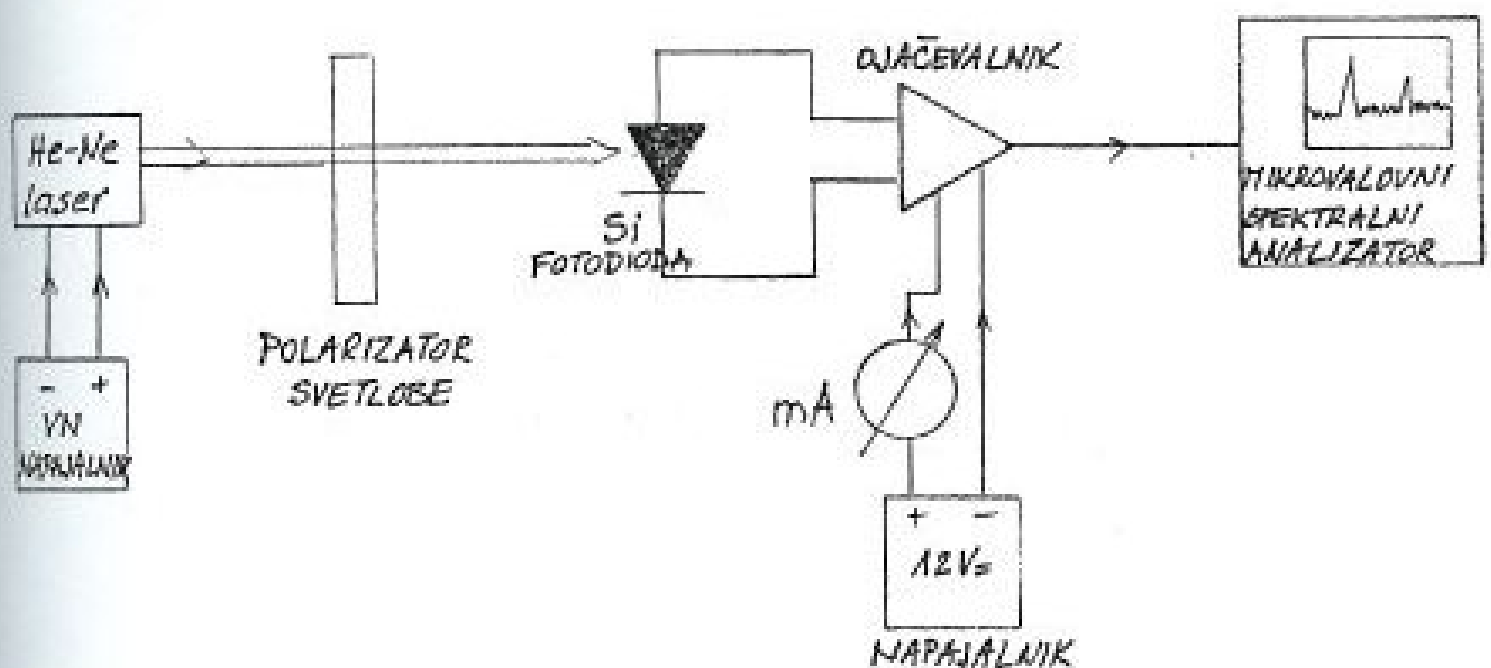 OJAČEVALNIK
He-Ne
laser
Si
FOTODIODA
MIKROVALOVNI
SPEKTRALNI
ANALIZATOR
POLARIZATOR
SVETLOBE
- +
VN
NAPAJALNIK
mA
+ -
12V=
NAPAJALNIK